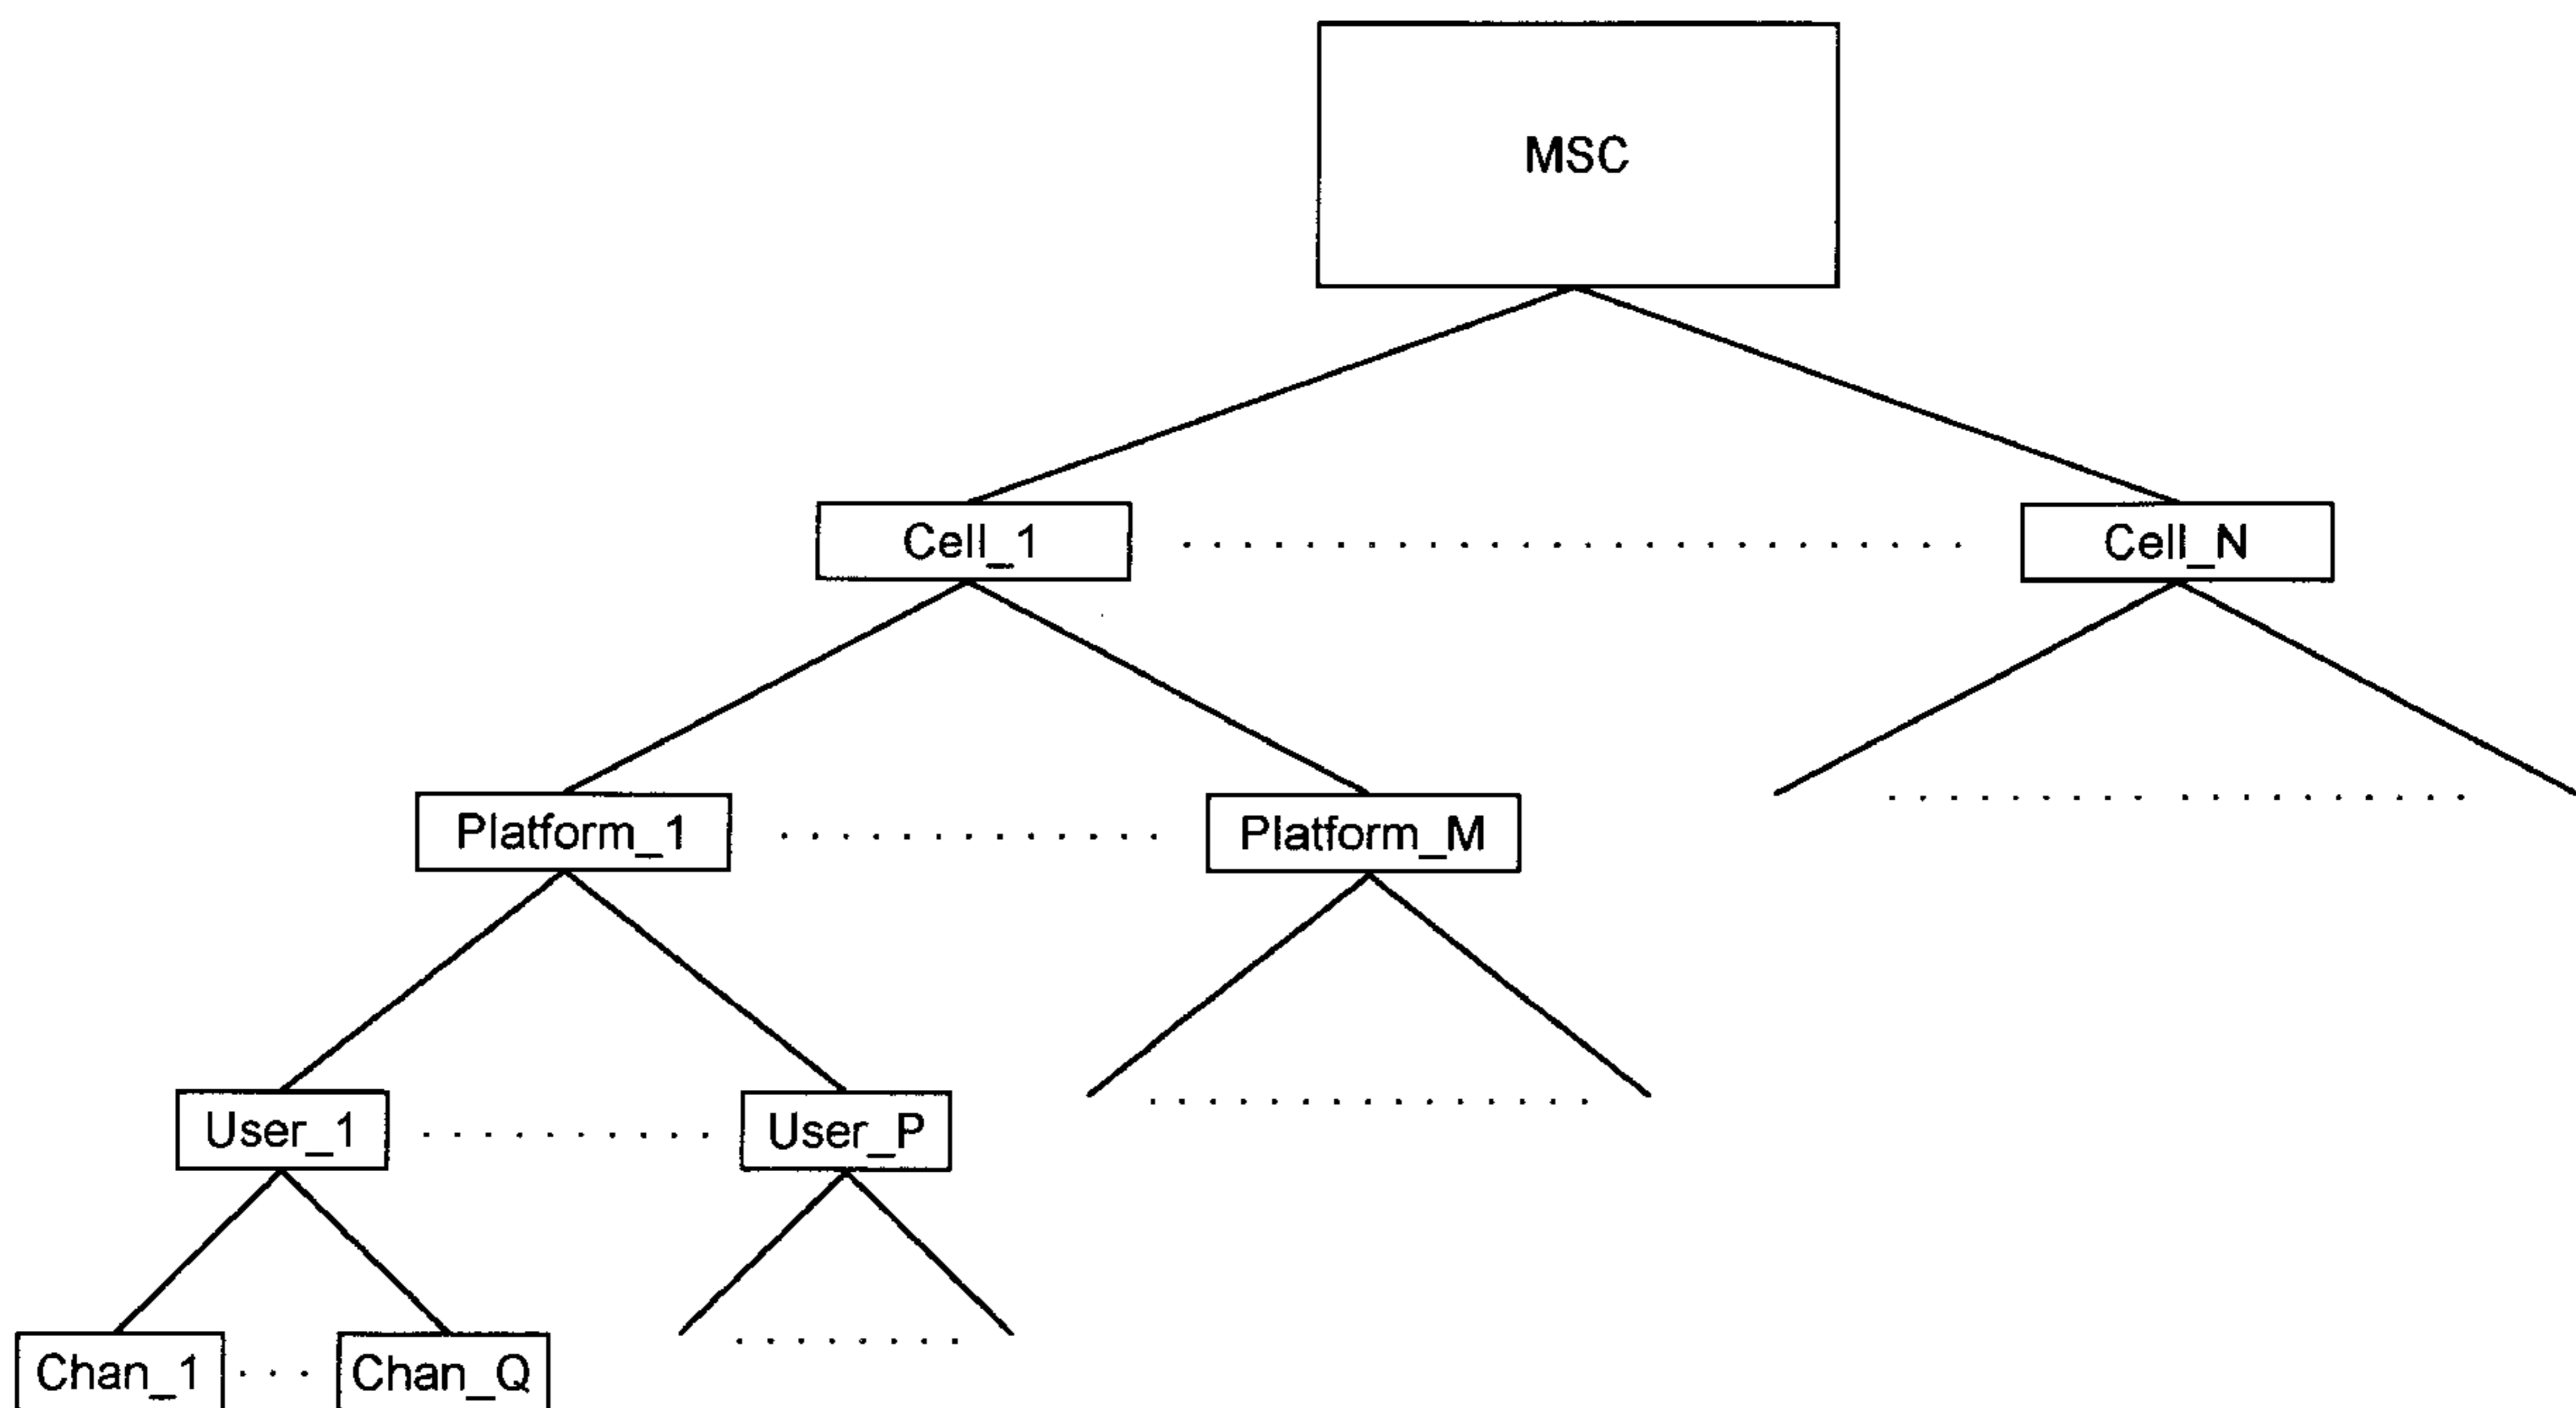 MSC
Cell_1
Cell_N
Platform_1
Platform_M
User_1
User_P
Chan_1
Chan_Q